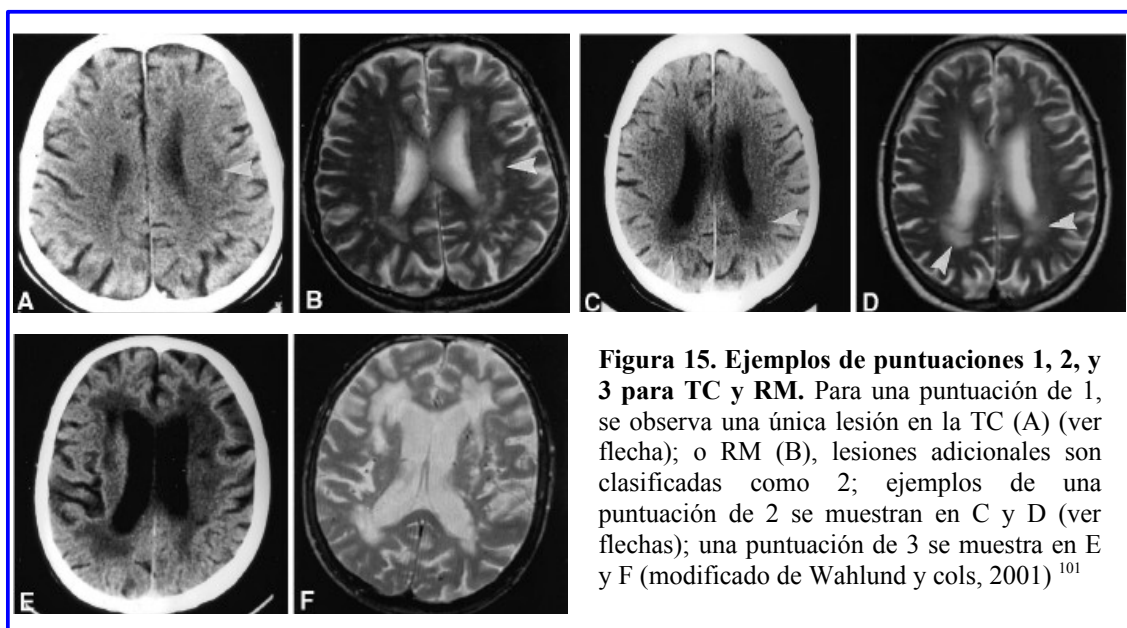 A
B
C
D
E
F
Figura 15. Ejemplos de puntuaciones 1, 2, y
3 para TC y RM. Para una puntuación de 1,
se observa una única lesión en la TC (A) (ver
flecha); o RM (B), lesiones adicionales son
clasificadas como 2; ejemplos de una
puntuación de 2 se muestran en C y D (ver
flechas); una puntuación de 3 se muestra en E
y F (modificado de Wahlund y cols, 2001) 101